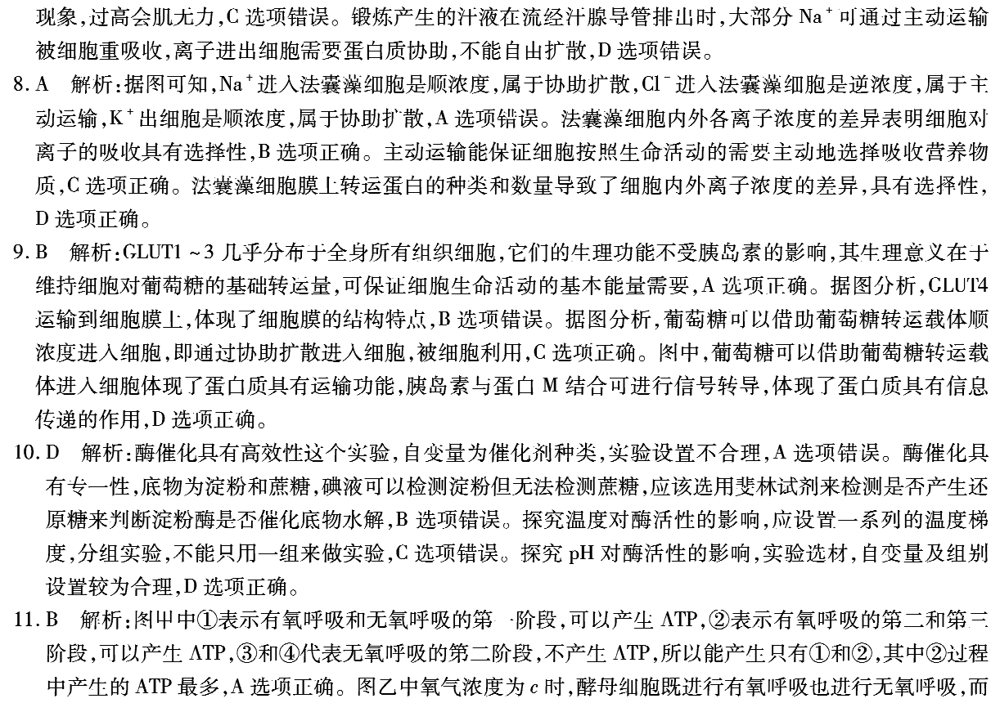 现象,过高会肌无力,C 选项错误。锻炼产生的汗液在流经汗腺导管排出时,大部分 Na⁺ 可通过主动运输
被细胞重吸收,离子进出细胞需要蛋白质协助,不能自由扩散,D 选项错误。
8. A 解析:据图可知,Na⁺ 进入法囊藻细胞是顺浓度,属于协助扩散,Cl⁻ 进入法囊藻细胞是逆浓度,属于主
动运输,K⁺ 出细胞是顺浓度,属于协助扩散,A 选项错误。法囊藻细胞内外各离子浓度的差异表明细胞对
离子的吸收具有选择性,B 选项正确。主动运输能保证细胞按照生命活动的需要主动地选择吸收营养物
质,C 选项正确。法囊藻细胞膜上转运蛋白的种类和数量导致了细胞内外离子浓度的差异,具有选择性,
D 选项正确。
9. B 解析:GLUT1 ~ 3 几乎分布于全身所有组织细胞,它们的生理功能不受胰岛素的影响,其生理意义在于
维持细胞对葡萄糖的基础转运量,可保证细胞生命活动的基本能量需要,A 选项正确。据图分析,GLUT4
运输到细胞膜上,体现了细胞膜的结构特点,B 选项错误。据图分析,葡萄糖可以借助葡萄糖转运载体顺
浓度进入细胞,即通过协助扩散进入细胞,被细胞利用,C 选项正确。图中,葡萄糖可以借助葡萄糖转运载
体进入细胞体现了蛋白质具有运输功能,胰岛素与蛋白 M 结合可进行信号转导,体现了蛋白质具有信息
传递的作用,D 选项正确。
10. D 解析:酶催化具有高效性这个实验,自变量为催化剂种类,实验设置不合理,A 选项错误。酶催化具
有专一性,底物为淀粉和蔗糖,碘液可以检测淀粉但无法检测蔗糖,应该选用斐林试剂来检测是否产生还
原糖来判断淀粉酶是否催化底物水解,B 选项错误。探究温度对酶活性的影响,应设置一系列的温度梯
度,分组实验,不能只用一组来做实验,C 选项错误。探究 pH 对酶活性的影响,实验选材,自变量及组别
设置较为合理,D 选项正确。
11. B 解析:图甲中①表示有氧呼吸和无氧呼吸的第一阶段,可以产生 ATP,②表示有氧呼吸的第二和第三
阶段,可以产生 ATP,③和④代表无氧呼吸的第二阶段,不产生 ATP,所以能产生只有①和②,其中②过程
中产生的 ATP 最多,A 选项正确。图乙中氧气浓度为 c 时,酵母细胞既进行有氧呼吸也进行无氧呼吸,而